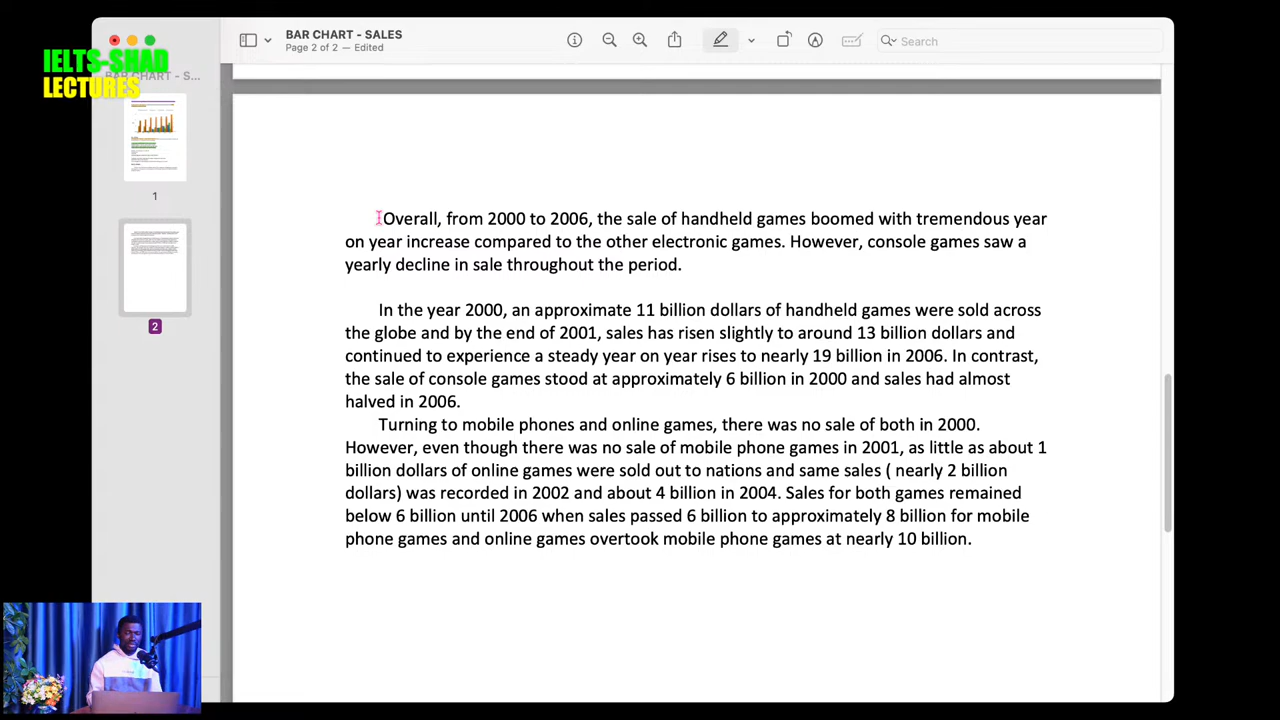 IELTS-SHAD
LECTURES
BAR CHART - S...
1
2
BAR CHART - SALES
Page 2 of 2 — Edited
Search
Overall, from 2000 to 2006, the sale of handheld games boomed with tremendous year
on year increase compared to the other electronic games. However, console games saw a
yearly decline in sale throughout the period.
In the year 2000, an approximate 11 billion dollars of handheld games were sold across
the globe and by the end of 2001, sales has risen slightly to around 13 billion dollars and
continued to experience a steady year on year rises to nearly 19 billion in 2006. In contrast,
the sale of console games stood at approximately 6 billion in 2000 and sales had almost
halved in 2006.
Turning to mobile phones and online games, there was no sale of both in 2000.
However, even though there was no sale of mobile phone games in 2001, as little as about 1
billion dollars of online games were sold out to nations and same sales ( nearly 2 billion
dollars) was recorded in 2002 and about 4 billion in 2004. Sales for both games remained
below 6 billion until 2006 when sales passed 6 billion to approximately 8 billion for mobile
phone games and online games overtook mobile phone games at nearly 10 billion.